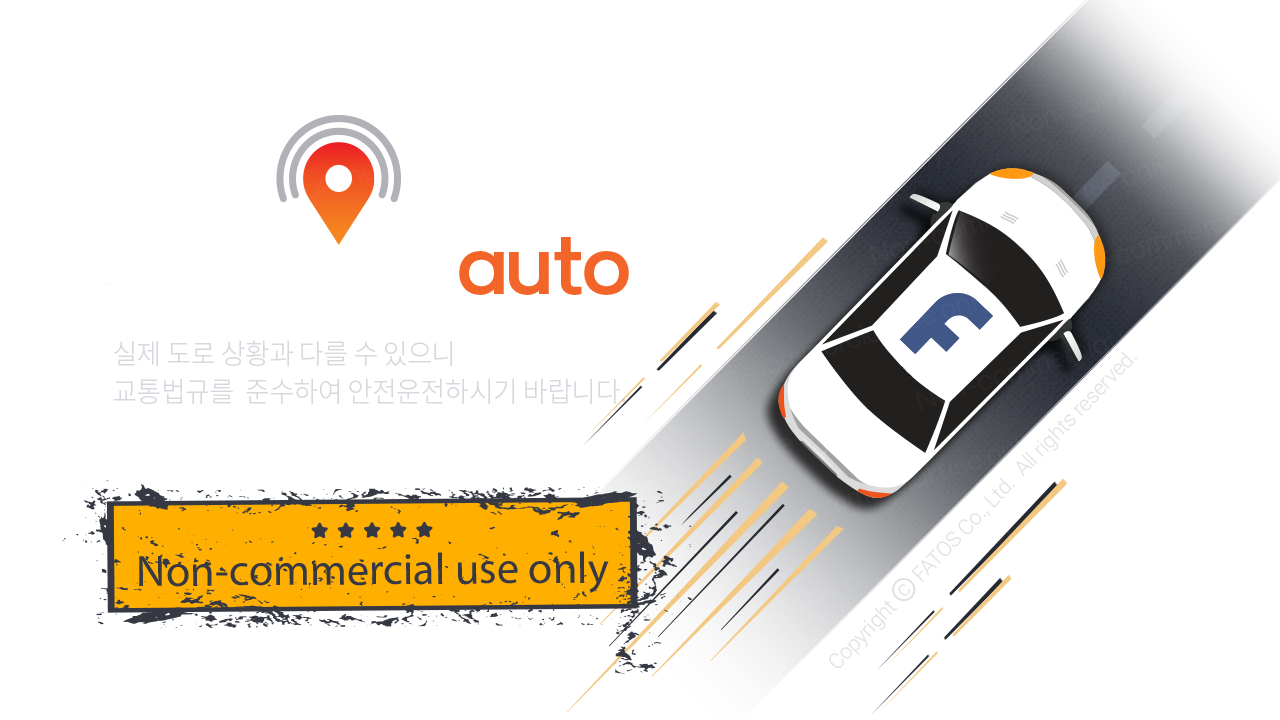 auto
실제 도로 상황과 다를 수 있으니
교통법규를 준수하여 안전운전하시기 바랍니다.
Non-commercial use only
Copyright © FATOS Co., Ltd. All rights reserved.